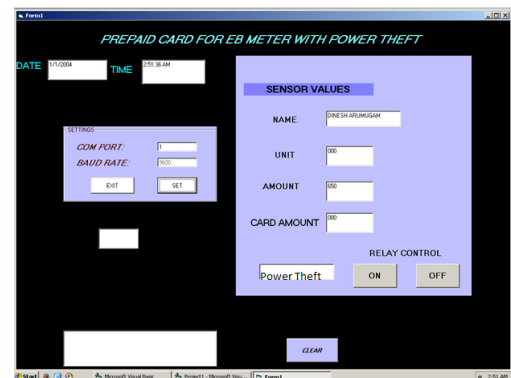 Form1
PREPAID CARD FOR EB METER WITH POWER THEFT
DATE 1/1/2004 TIME 2:51:36 AM
SENSOR VALUES
NAME DINESH ARUMUGAM
SETTINGS
COM PORT: 1
BAUD RATE: 9600
EXIT SET
UNIT 000
AMOUNT 650
CARD AMOUNT 080
RELAY CONTROL
Power Theft ON OFF
CLEAR
Start Microsoft Visual Basic Project1 - Microsoft Visu... Form1 2:51 AM